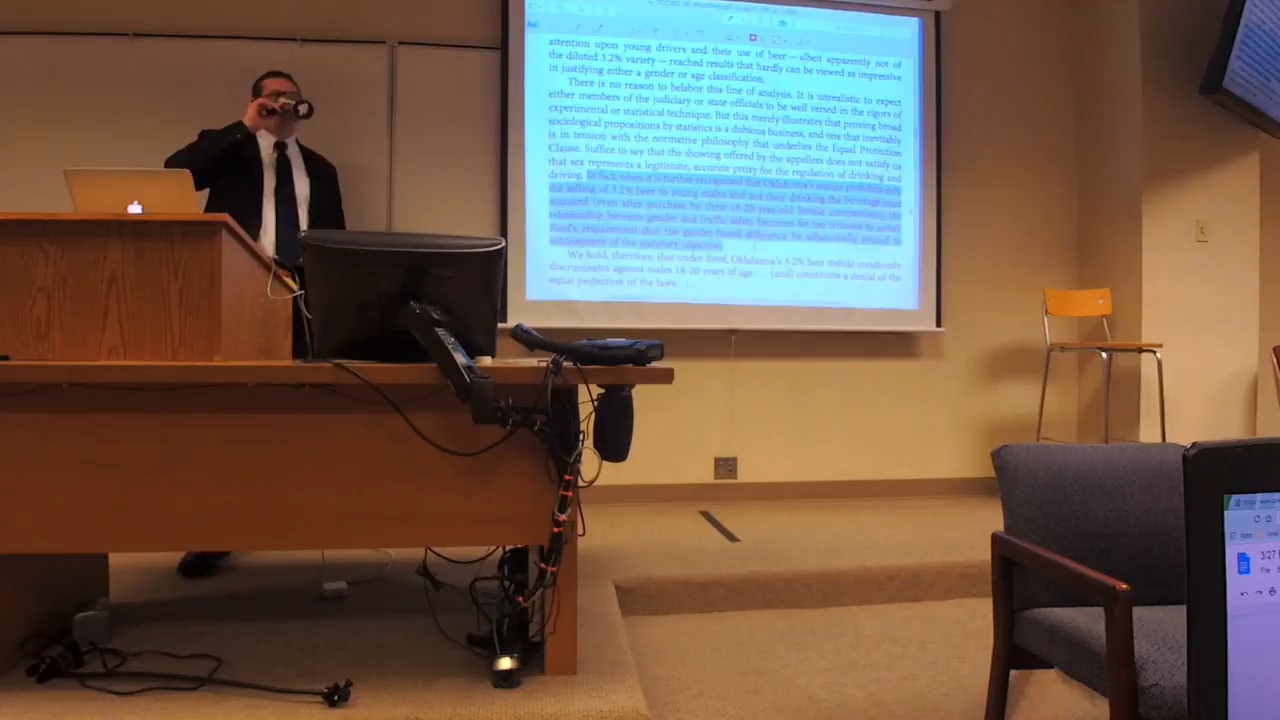 attention upon young drivers and their use of beer — albeit apparently not of
the diluted 3.2% variety — reached results that hardly can be viewed as impressive
in justifying either a gender or age classification.
There is no reason to belabor this line of analysis. It is unrealistic to expect
either members of the judiciary or state officials to be well versed in the rigors of
experimental or statistical technique. But this merely illustrates that proving broad
sociological propositions by statistics is a dubious business, and one that inevitably
is in tension with the normative philosophy that underlies the Equal Protection
Clause. Suffice to say that the showing offered by the appellees does not satisfy us
that sex represents a legitimate, accurate proxy for the regulation of drinking and
driving. In fact, when it is further recognized that Oklahoma's statute prohibits only
the selling of 3.2% beer to young males and not their drinking the beverage once
acquired (even after purchase by their 18-20-year-old female companions), the
relationship between gender and traffic safety becomes far too tenuous to satisfy
Reed's requirement that the gender-based difference be substantially related to
achievement of the statutory objective.
We hold, therefore, that under Reed, Oklahoma's 3.2% beer statute invidiously
discriminates against males 18-20 years of age . . . [and] constitutes a denial of the
equal protection of the laws . . .
Apps
3/27
File